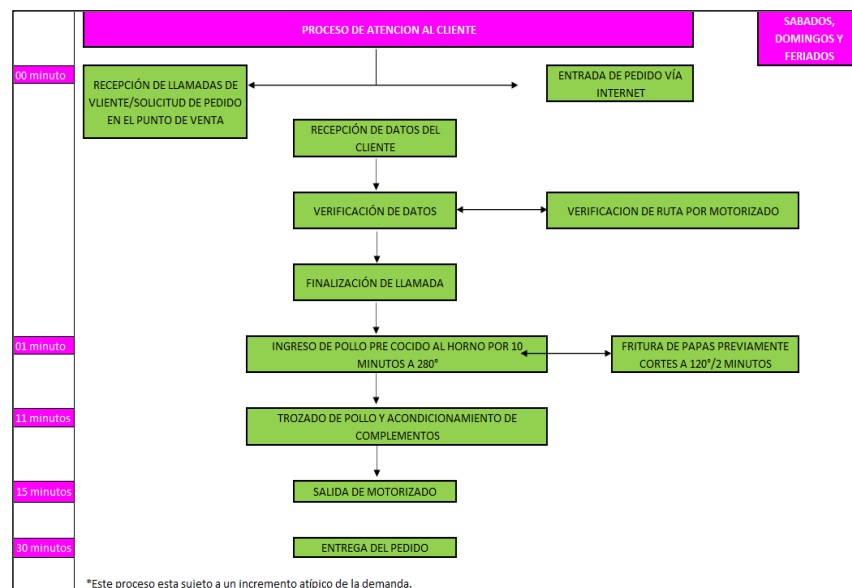 PROCESO DE ATENCION AL CLIENTE
SABADOS,
DOMINGOS Y
FERIADOS
00 minuto
RECEPCIÓN DE LLAMADAS DE
VLIENTE/SOLICITUD DE PEDIDO
EN EL PUNTO DE VENTA
ENTRADA DE PEDIDO VÍA
INTERNET
RECEPCIÓN DE DATOS DEL
CLIENTE
VERIFICACIÓN DE DATOS
VERIFICACION DE RUTA POR MOTORIZADO
FINALIZACIÓN DE LLAMADA
01 minuto
INGRESO DE POLLO PRE COCIDO AL HORNO POR 10
MINUTOS A 280°
FRITURA DE PAPAS PREVIAMENTE
CORTES A 120°/2 MINUTOS
11 minutos
TROZADO DE POLLO Y ACONDICIONAMIENTO DE
COMPLEMENTOS
15 minutos
SALIDA DE MOTORIZADO
30 minutos
ENTREGA DEL PEDIDO
*Este proceso esta sujeto a un incremento atípico de la demanda.